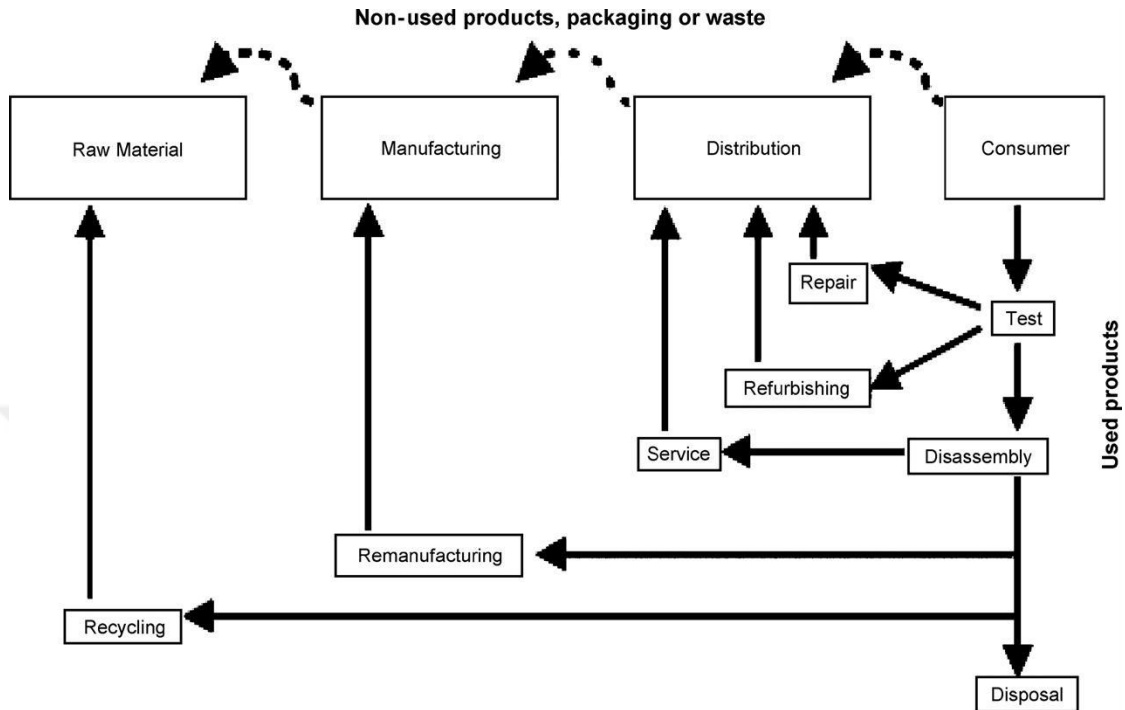 Non-used products, packaging or waste
Raw Material
Manufacturing
Distribution
Consumer
Repair
Test
Refurbishing
Service
Disassembly
Used products
Remanufacturing
Recycling
Disposal